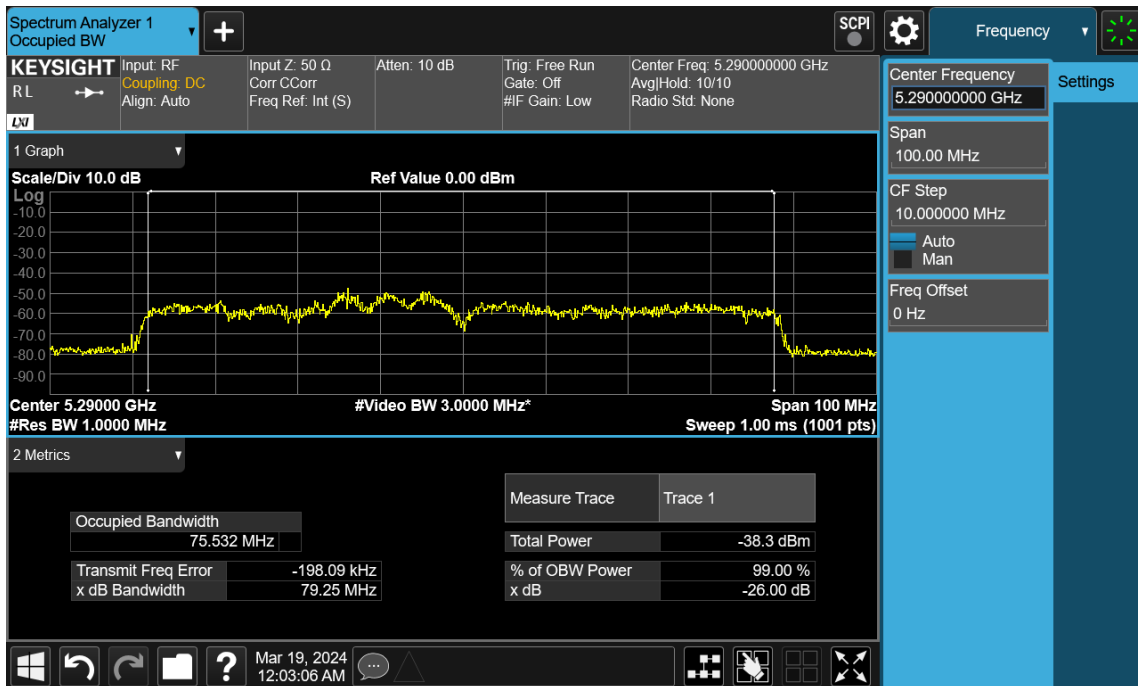 Spectrum Analyzer 1
Occupied BW
+
SCPI
Frequency
KEYSIGHT
R L
LXI
Input: RF
Coupling: DC
Align: Auto
Input Z: 50 Ω
Corr CCorr
Freq Ref: Int (S)
Atten: 10 dB
Trig: Free Run
Gate: Off
#IF Gain: Low
Center Freq: 5.290000000 GHz
Avg|Hold: 10/10
Radio Std: None
Center Frequency
5.290000000 GHz
Settings
Span
100.00 MHz
CF Step
10.000000 MHz
Auto
Man
Freq Offset
0 Hz
1 Graph
Scale/Div 10.0 dB
Ref Value 0.00 dBm
Log
-10.0
-20.0
-30.0
-40.0
-50.0
-60.0
-70.0
-80.0
-90.0
Center 5.29000 GHz
#Video BW 3.0000 MHz*
Span 100 MHz
#Res BW 1.0000 MHz
Sweep 1.00 ms (1001 pts)
2 Metrics
Measure Trace
Trace 1
Occupied Bandwidth
75.532 MHz
Total Power
-38.3 dBm
Transmit Freq Error
-198.09 kHz
% of OBW Power
99.00 %
x dB Bandwidth
79.25 MHz
x dB
-26.00 dB
?
Mar 19, 2024
12:03:06 AM